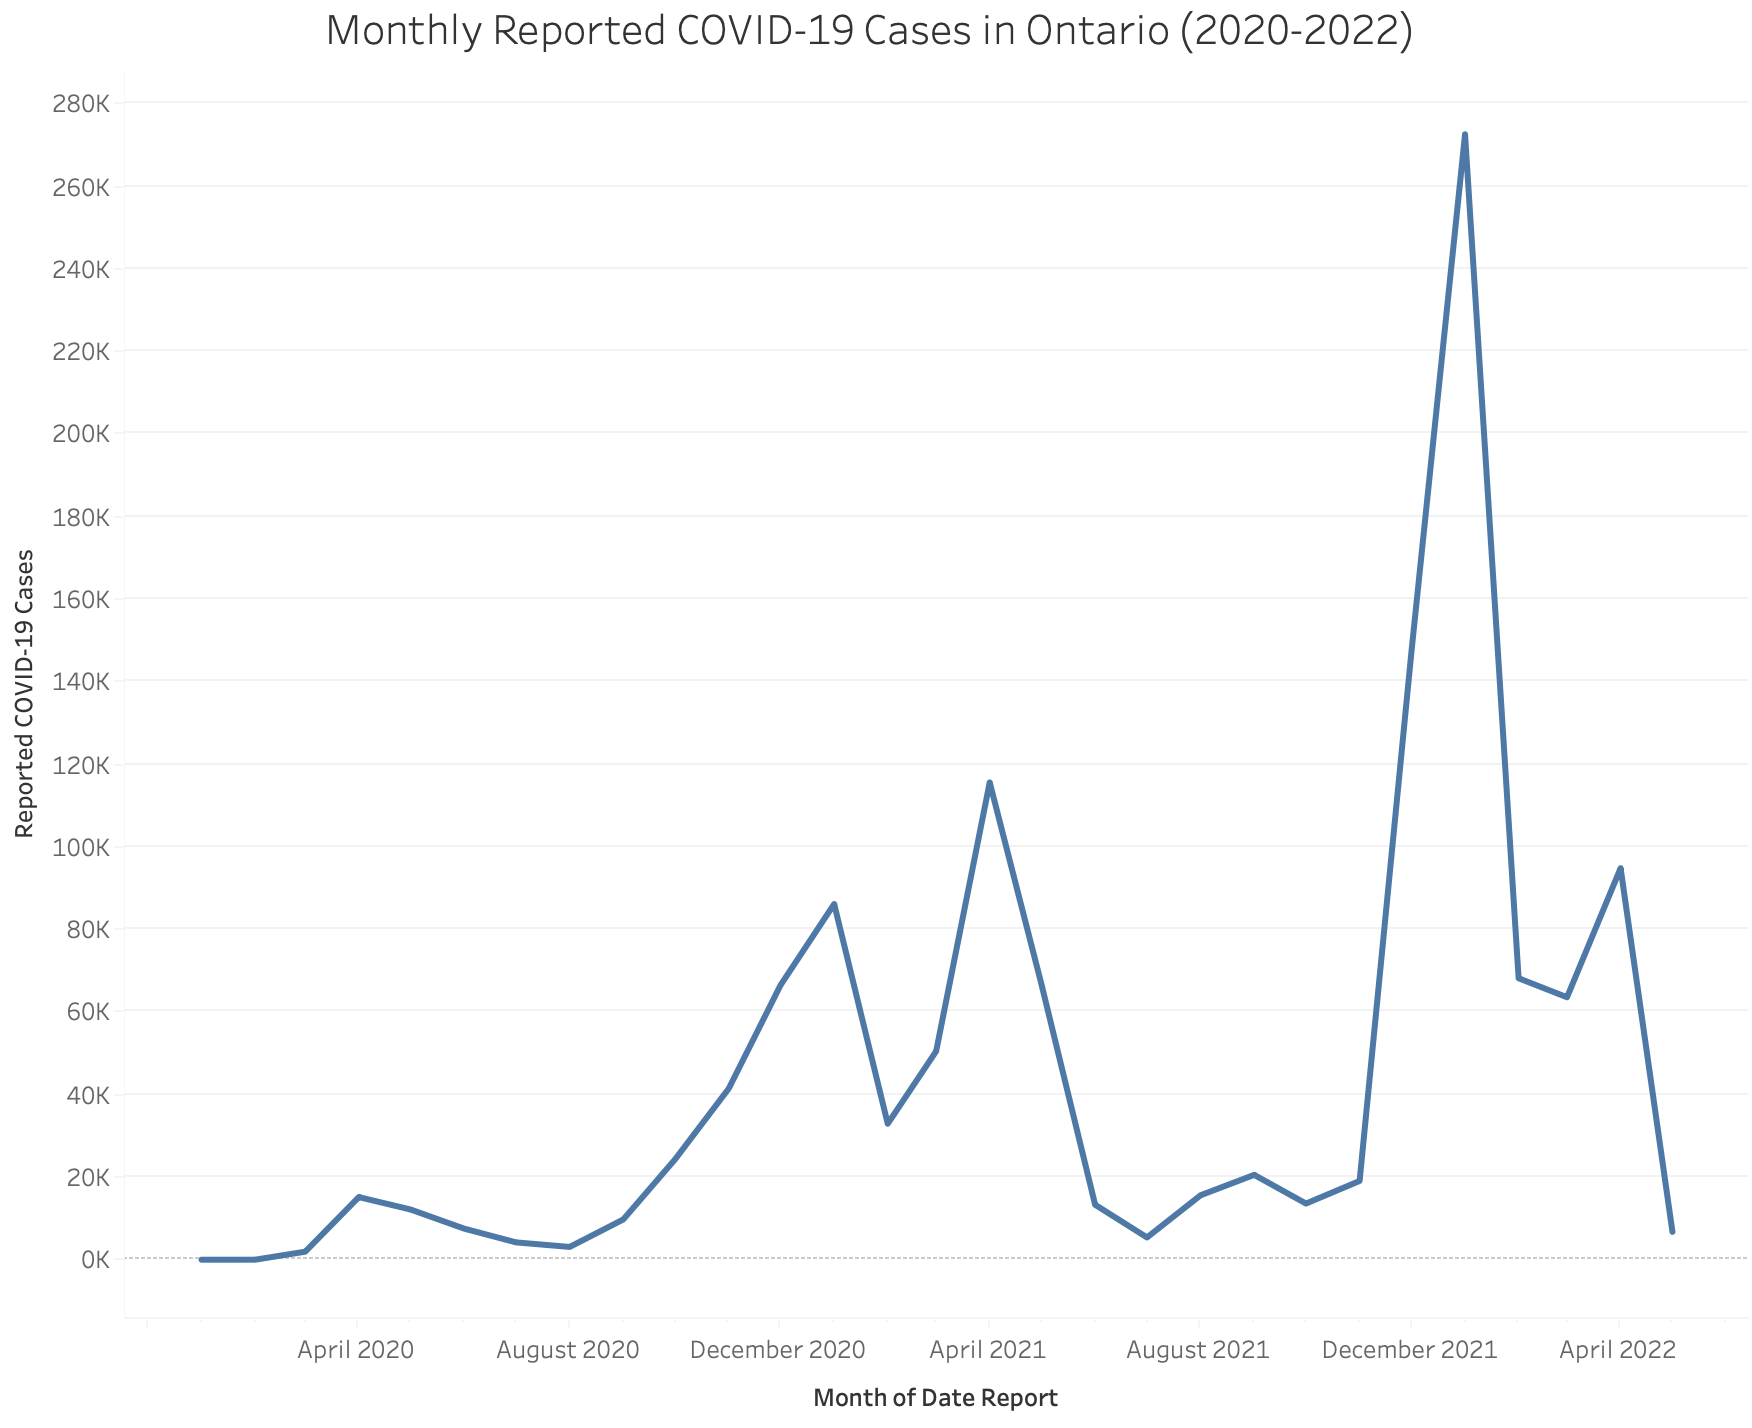 Monthly Reported COVID-19 Cases in Ontario (2020-2022)
280K
260K
240K
220K
200K
180K
160K
140K
120K
100K
80K
60K
40K
20K
0K
Reported COVID-19 Cases
April 2020
August 2020
December 2020
April 2021
August 2021
December 2021
April 2022
Month of Date Report